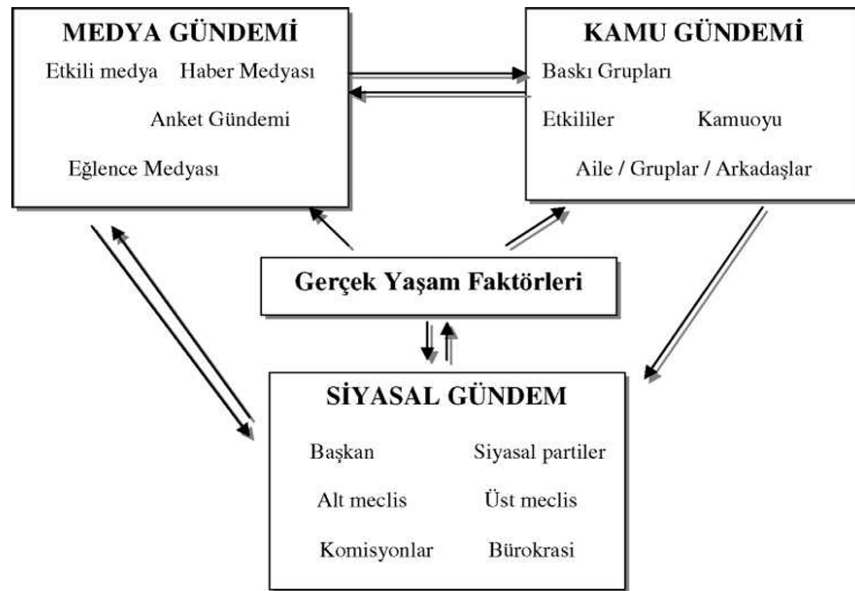 MEDYA GÜNDEMİ
Etkili medya Haber Medyası
Anket Gündemi
Eğlence Medyası
KAMU GÜNDEMİ
Baskı Grupları
Etkililer Kamuoyu
Aile / Gruplar / Arkadaşlar
Gerçek Yaşam Faktörleri
SİYASAL GÜNDEM
Başkan Siyasal partiler
Alt meclis Üst meclis
Komisyonlar Bürokrasi